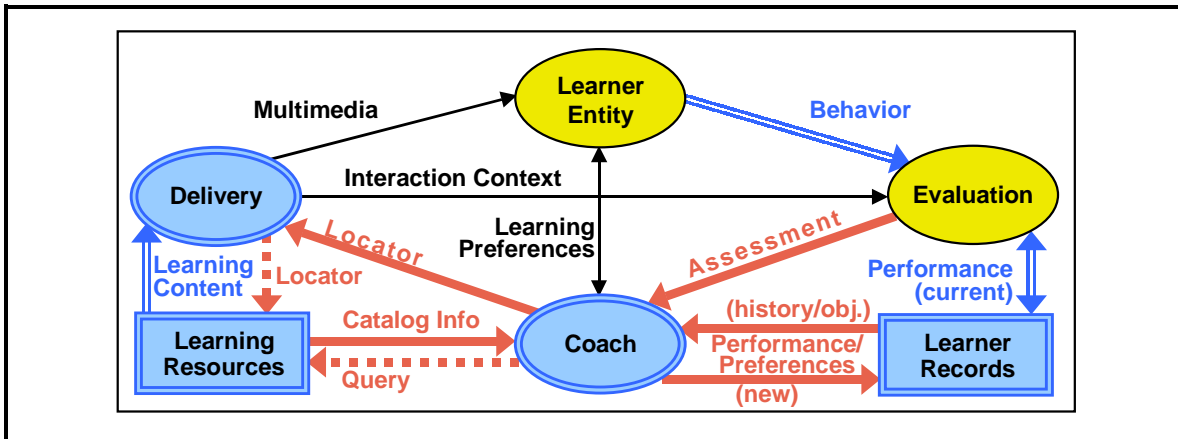 Learner
Entity
Multimedia
Behavior
Delivery
Interaction Context
Evaluation
Learning
Preferences
Locator
Assessment
Learning
Content
Locator
Performance
(current)
Learning
Resources
Catalog Info
Query
Coach
(history/obj.)
Performance/
Preferences
(new)
Learner
Records